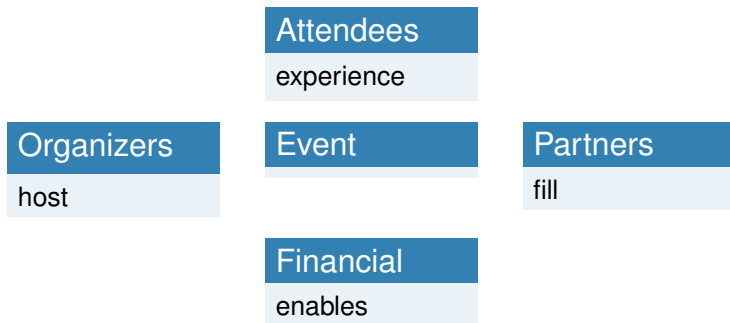 Attendees
experience
Organizers
host
Event
Partners
fill
Financial
enables